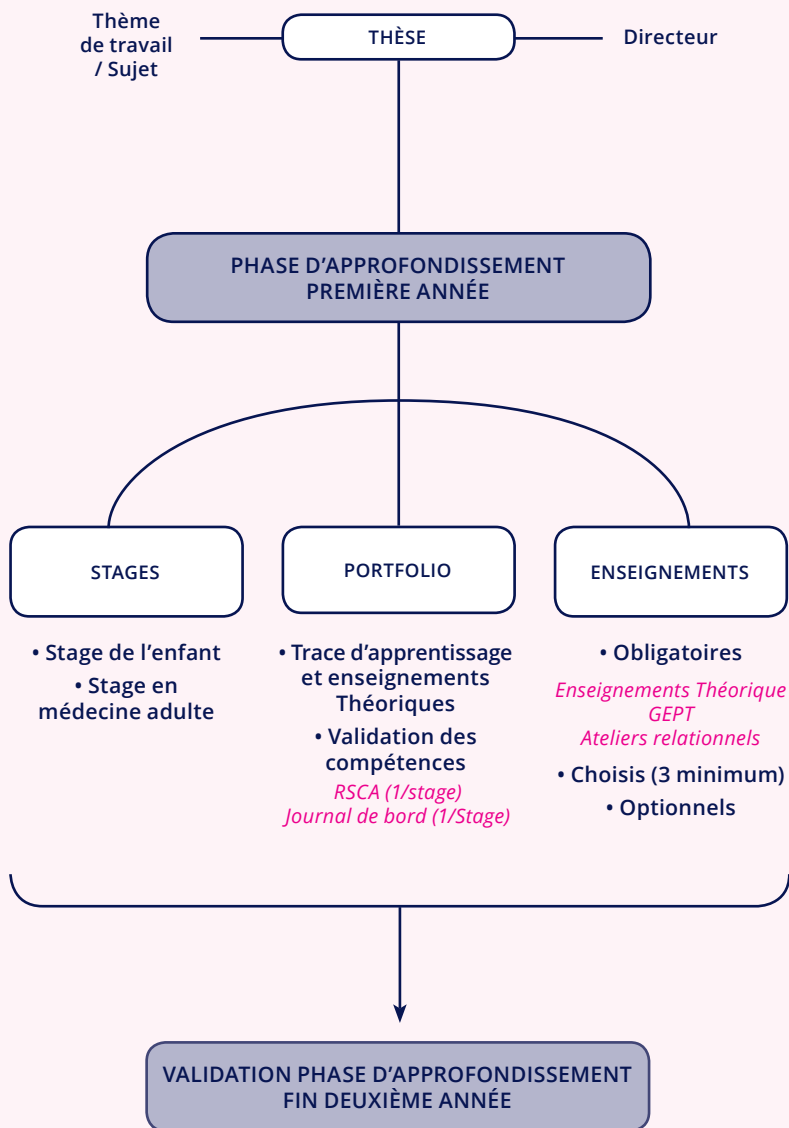 Thème
de travail
/ Sujet
THÈSE
Directeur
PHASE D'APPROFONDISSEMENT
PREMIÈRE ANNÉE
STAGES
• Stage de l'enfant
• Stage en
médecine adulte
PORTFOLIO
• Trace d'apprentissage
et enseignements
Théoriques
• Validation des
compétences
RSCA (1/stage)
Journal de bord (1/Stage)
ENSEIGNEMENTS
• Obligatoires
Enseignements Théorique
GEPT
Ateliers relationnels
• Choisis (3 minimum)
• Optionnels
VALIDATION PHASE D'APPROFONDISSEMENT
FIN DEUXIÈME ANNÉE